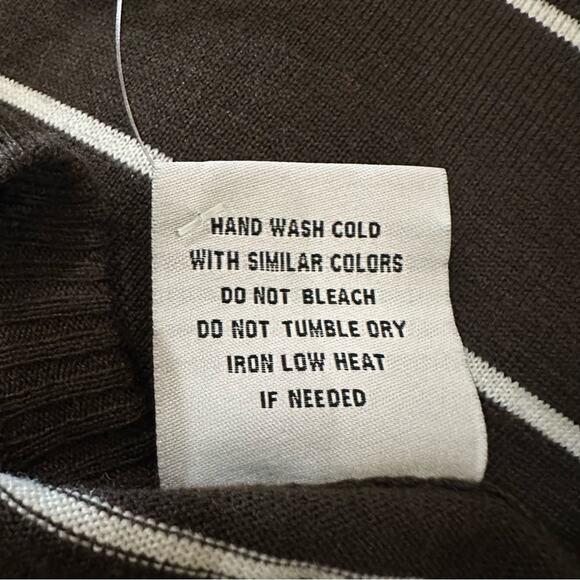 HAND WASH COLD
WITH SIMILAR COLORS
DO NOT BLEACH
DO NOT TUMBLE DRY
IRON LOW HEAT
IF NEEDED